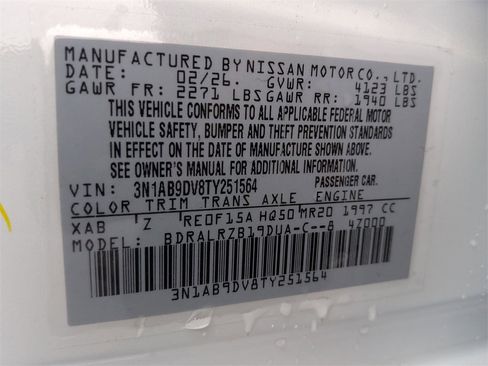 MANUFACTURED BY NISSAN MOTOR CO., LTD.
DATE: 02/26. GVWR: 4123 LBS
GAWR FR: 2271 LBS GAWR RR: 1940 LBS
THIS VEHICLE CONFORMS TO ALL APPLICABLE FEDERAL MOTOR
VEHICLE SAFETY, BUMPER AND THEFT PREVENTION STANDARDS
IN EFFECT ON THE DATE OF MANUFACTURE SHOWN ABOVE.
SEE OWNER'S MANUAL FOR ADDITIONAL INFORMATION.
VIN: 3N1AB9DV8TY251564 PASSENGER CAR.
COLOR TRIM TRANS AXLE ENGINE
XAB Z RE0F15A HQ50 MR20 1997 CC
MODEL: BDRALRZB19DUA-C--8 4Z000
3N1AB9DV8TY251564